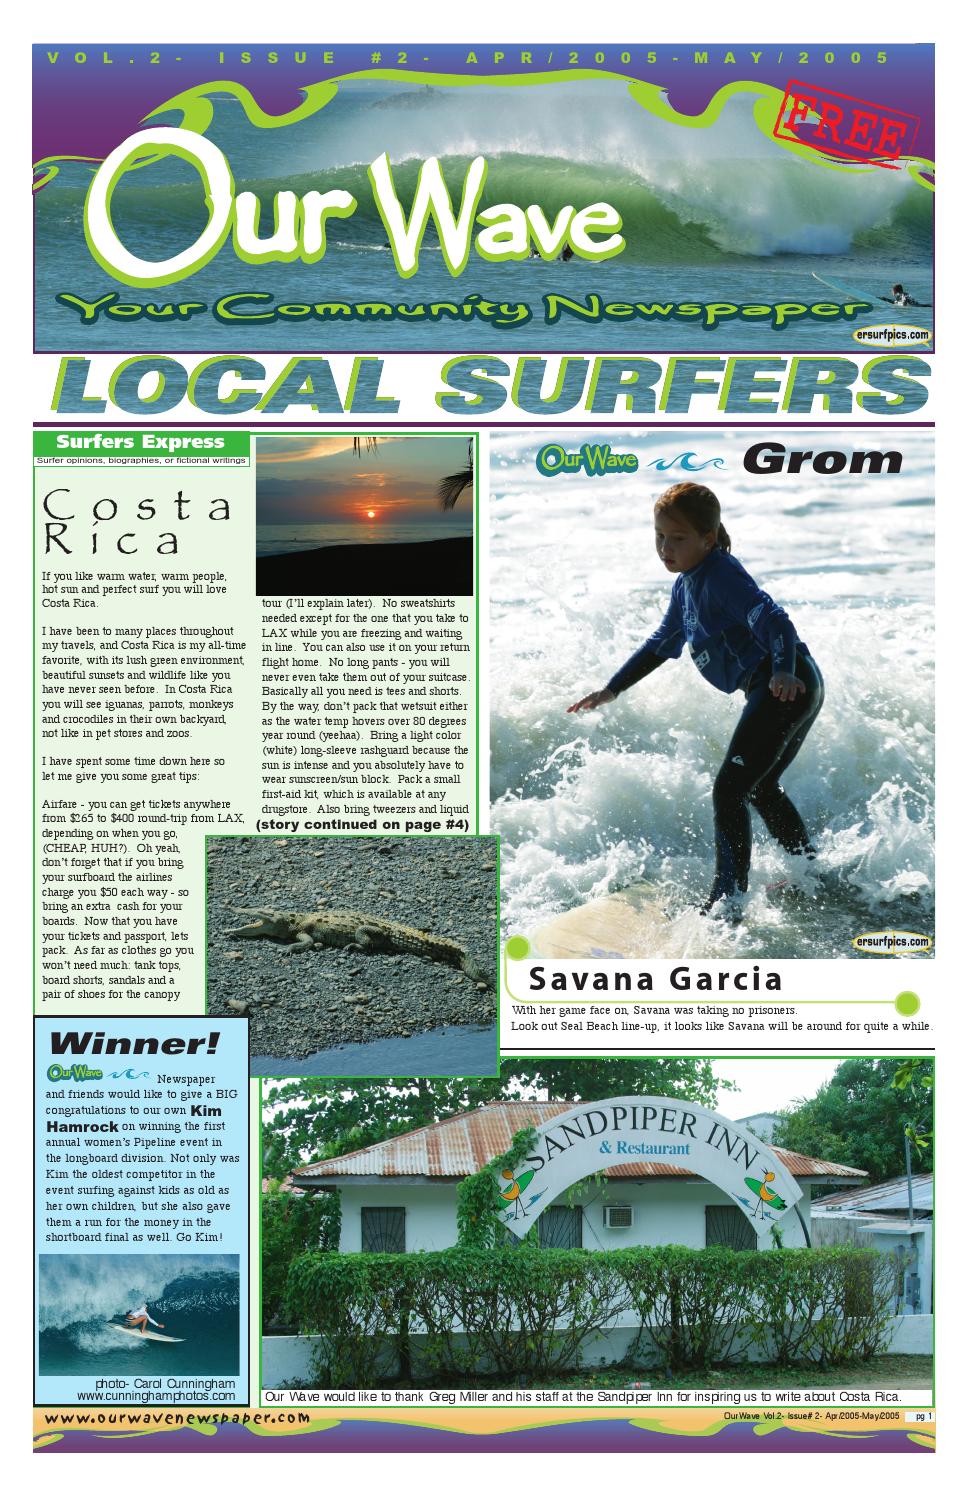 VOL.2- ISSUE #2- APR/2005-MAY/2005
FREE
Our Wave
Your Community Newspaper
ersurfpics.com
LOCAL SURFERS
Surfers Express
Surfer opinions, biographies, or fictional writings
Costa
Rica
If you like warm water, warm people,
hot sun and perfect surf you will love
Costa Rica.
I have been to many places throughout
my travels, and Costa Rica is my all-time
favorite, with its lush green environment,
beautiful sunsets and wildlife like you
have never seen before. In Costa Rica
you will see iguanas, parrots, monkeys
and crocodiles in their own backyard,
not like in pet stores and zoos.
I have spent some time down here so
let me give you some great tips:
Airfare - you can get tickets anywhere
from $265 to $400 round-trip from LAX,
depending on when you go,
(CHEAP, HUH?). Oh yeah,
don't forget that if you bring
your surfboard the airlines
charge you $50 each way - so
bring an extra cash for your
boards. Now that you have
your tickets and passport, lets
pack. As far as clothes go you
won't need much: tank tops,
board shorts, sandals and a
pair of shoes for the canopy
tour (I'll explain later). No sweatshirts
needed except for the one that you take to
LAX while you are freezing and waiting
in line. You can also use it on your return
flight home. No long pants - you will
never even take them out of your suitcase.
Basically all you need is tees and shorts.
By the way, don't pack that wetsuit either
as the water temp hovers over 80 degrees
year round (yeehaa). Bring a light color
(white) long-sleeve rashguard because the
sun is intense and you absolutely have to
wear sunscreen/sun block. Pack a small
first-aid kit, which is available at any
drugstore. Also bring tweezers and liquid
(story continued on page #4)
Our Wave Grom
ersurfpics.com
Savana Garcia
With her game face on, Savana was taking no prisoners.
Look out Seal Beach line-up, it looks like Savana will be around for quite a while.
Winner!
Our Wave Newspaper
and friends would like to give a BIG
congratulations to our own Kim
Hamrock on winning the first
annual women's Pipeline event in
the longboard division. Not only was
Kim the oldest competitor in the
event surfing against kids as old as
her own children, but she also gave
them a run for the money in the
shortboard final as well. Go Kim!
photo- Carol Cunningham
www.cunninghamphotos.com
SANDPIPER INN
& Restaurant
Our Wave would like to thank Greg Miller and his staff at the Sandpiper Inn for inspiring us to write about Costa Rica.
www.ourwavenewspaper.com
Our Wave Vol.2- Issue# 2- Apr/2005-May/2005 pg 1